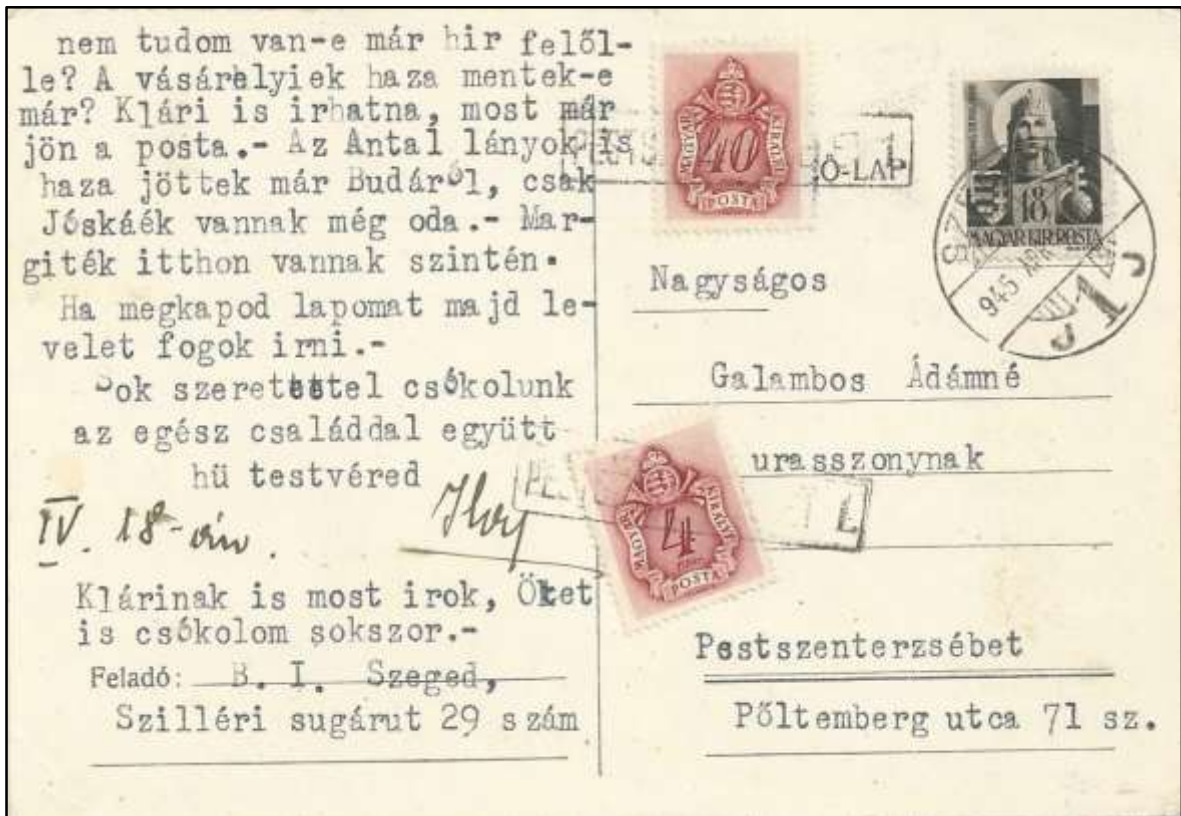 nem tudom van-e már hir felől-
le? A vásárelyiek haza mentek-e
már? Klári is irhatna, most már
jön a posta.- Az Antal lányok is
haza jöttek már Budáról, csak
Jóskáék vannak még oda.- Mar-
giték itthon vannak szintén.
Ha megkapod lapomat majd le-
velet fogok irni.-
Sok szeretettel csókolunk
az egész családdal együtt
hü testvéred
IV. 18-án.
Klárinak is most irok, Őket
is csókolom sokszor.-
Feladó: B. I. Szeged,
Szilléri sugárut 29 szám
MAGYAR KIRÁLYI
40
POSTA
Ő-LAP
18
MAGYAR KIR. POSTA
945 ÁPR
Nagyságos
Galambos Ádámné
urasszonynak
MAGYAR KIRÁLYI
4
POSTA
Pestszenterzsébet
Pőltemberg utca 71 sz.